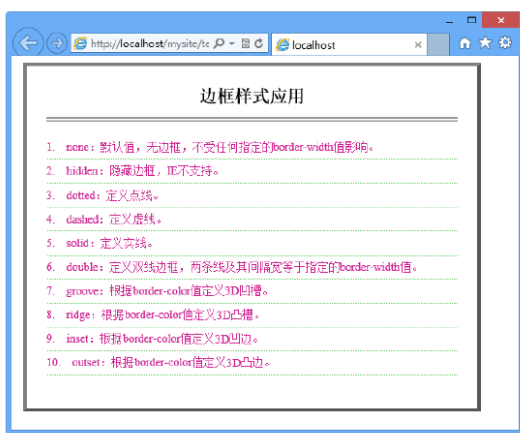 http://localhost/mysite/te
localhost
边框样式应用
1. none：默认值，无边框，不受任何指定的border-width值影响。
2. hidden：隐藏边框，IE不支持。
3. dotted：定义点线。
4. dashed：定义虚线。
5. solid：定义实线。
6. double：定义双线边框，两条线及其间隔宽等于指定的border-width值。
7. groove：根据border-color值定义3D凹槽。
8. ridge：根据border-color值定义3D凸槽。
9. inset：根据border-color值定义3D凹边。
10. outset：根据border-color值定义3D凸边。